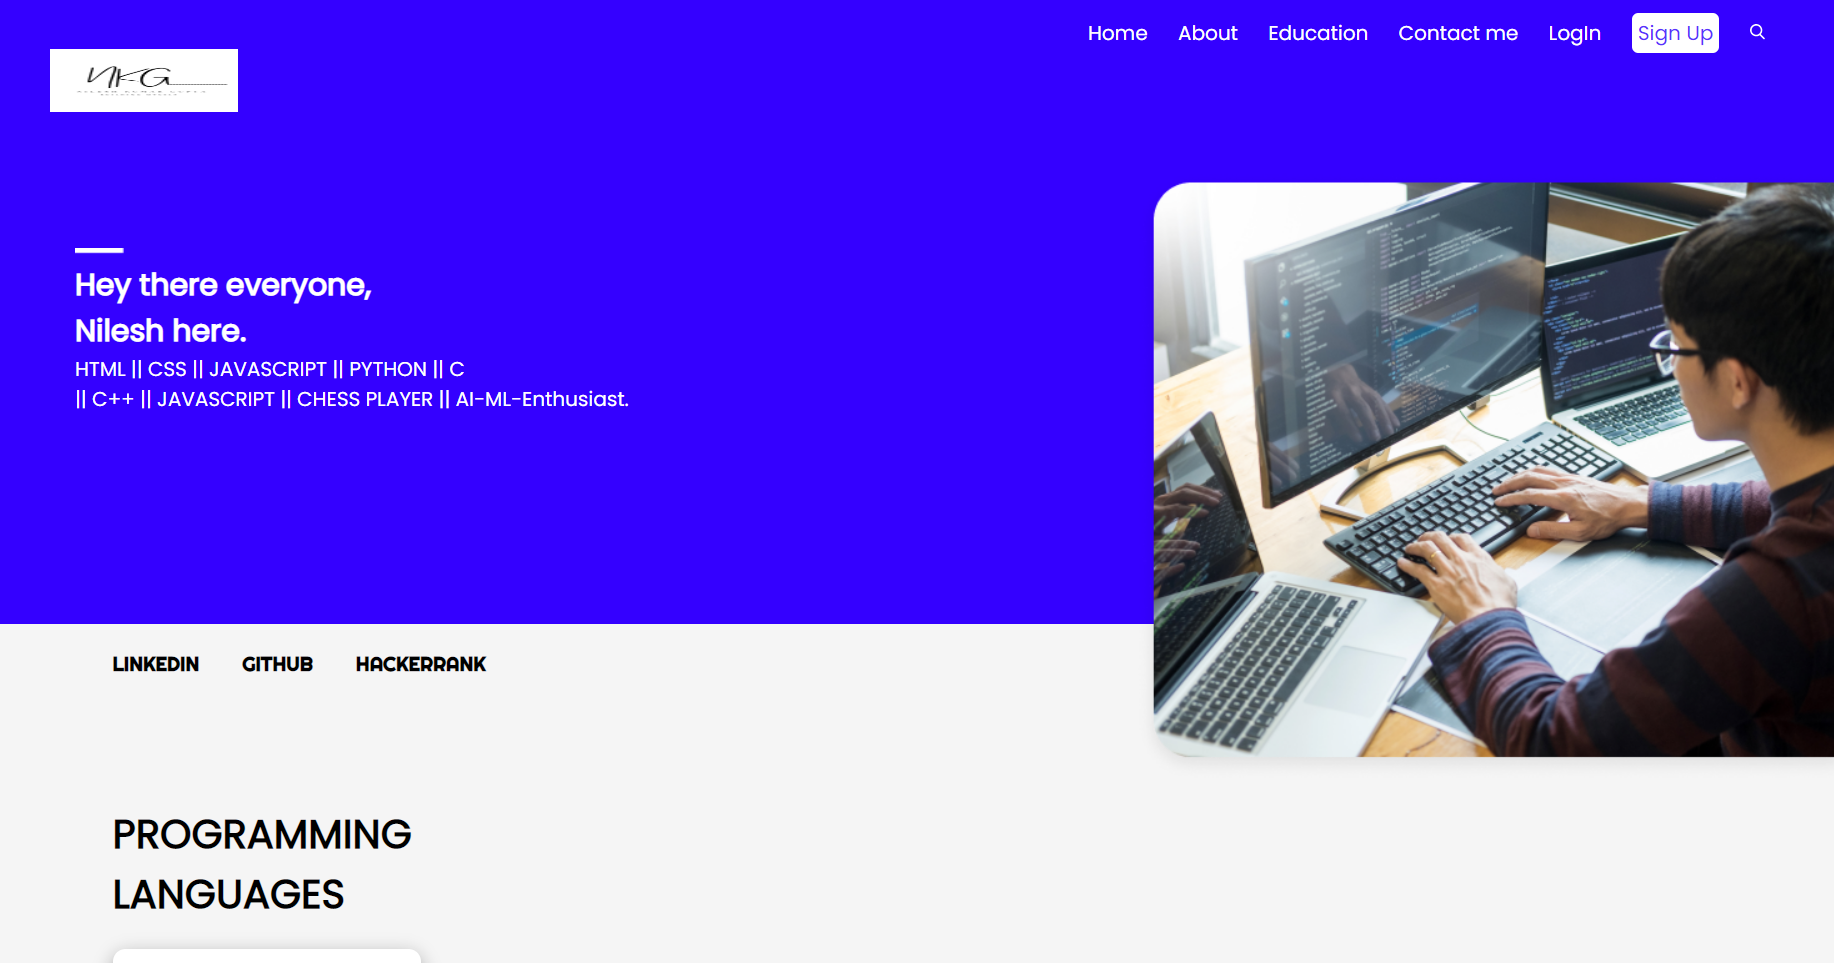 Home About Education Contact me LogIn Sign Up
NKG
Hey there everyone,
Nilesh here.
HTML || CSS || JAVASCRIPT || PYTHON || C
|| C++ || JAVASCRIPT || CHESS PLAYER || AI-ML-Enthusiast.
LINKEDIN GITHUB HACKERRANK
PROGRAMMING
LANGUAGES